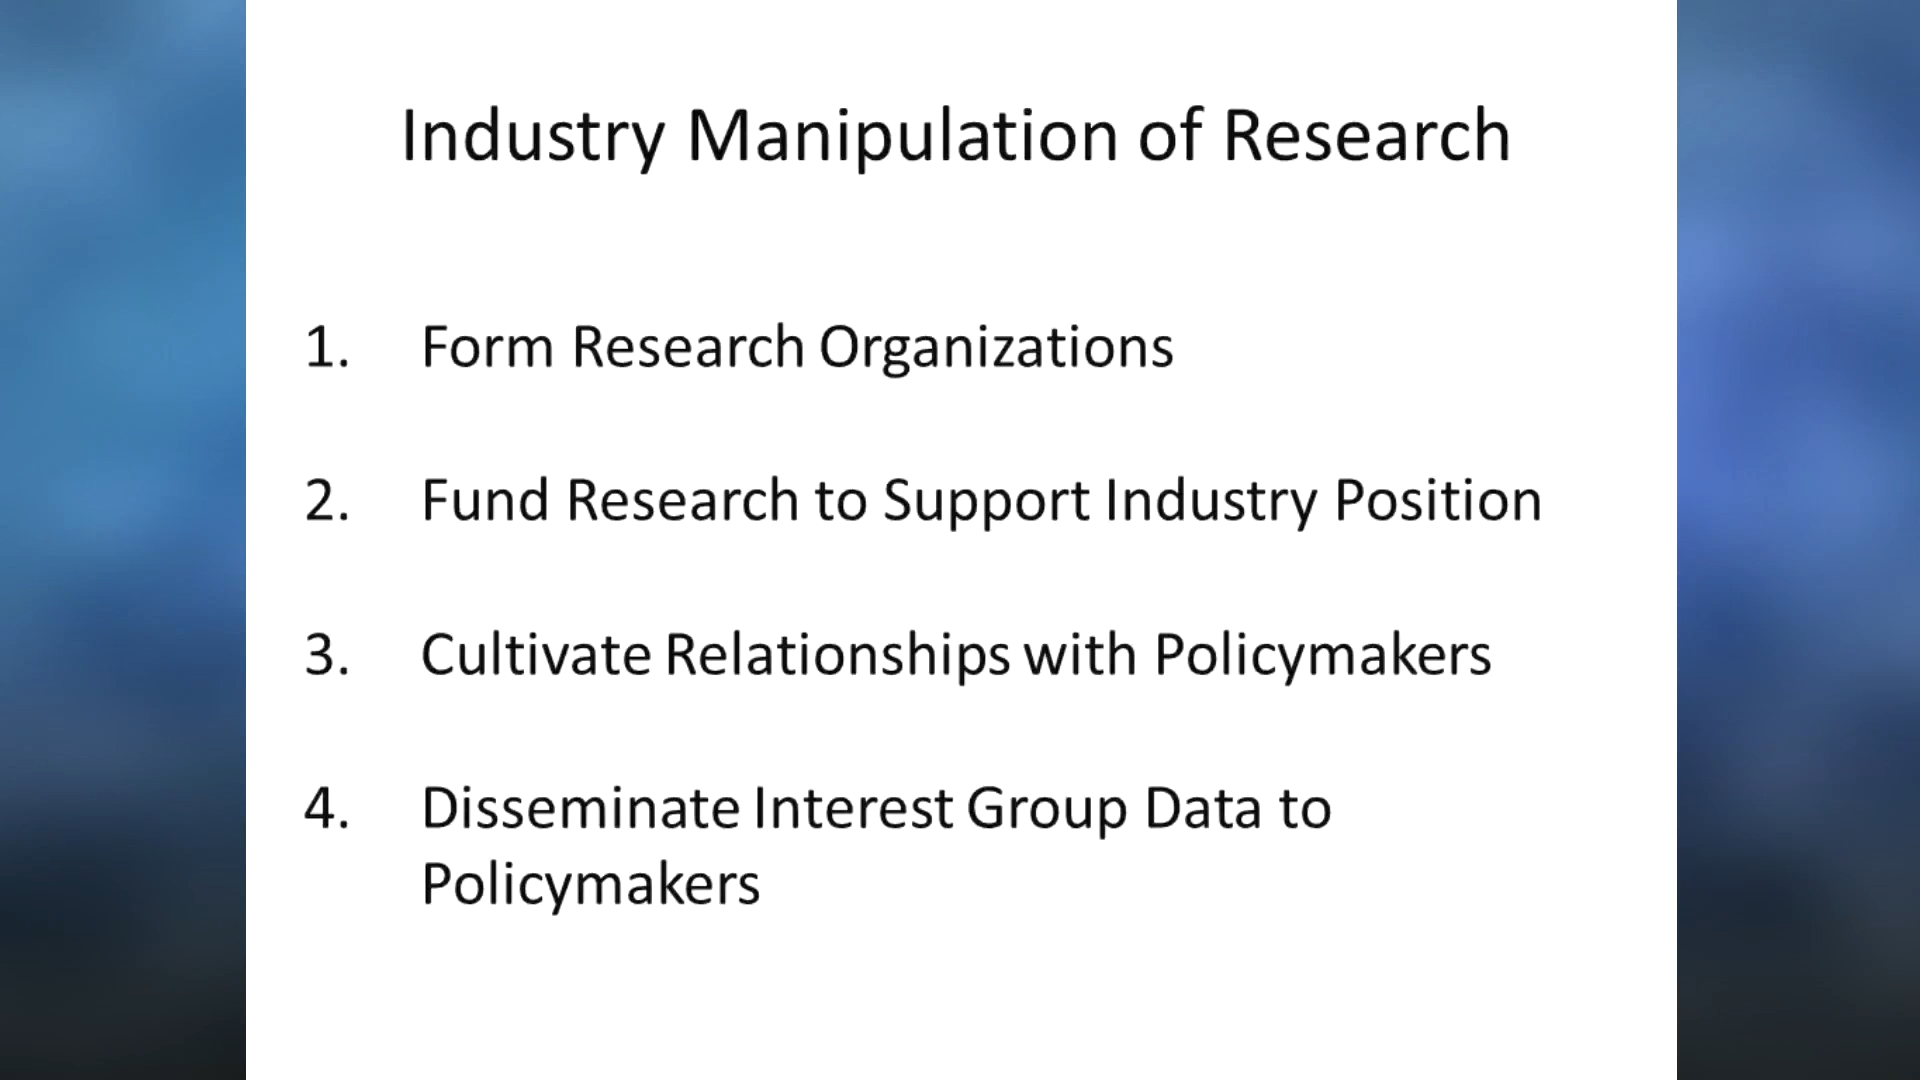 Industry Manipulation of Research
1. Form Research Organizations
2. Fund Research to Support Industry Position
3. Cultivate Relationships with Policymakers
4. Disseminate Interest Group Data to
Policymakers